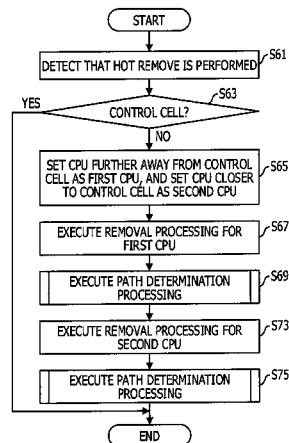 START
DETECT THAT HOT REMOVE IS PERFORMED
S61
YES
CONTROL CELL?
S63
NO
SET CPU FURTHER AWAY FROM CONTROL
CELL AS FIRST CPU, AND SET CPU CLOSER
TO CONTROL CELL AS SECOND CPU
S65
EXECUTE REMOVAL PROCESSING FOR
FIRST CPU
S67
EXECUTE PATH DETERMINATION
PROCESSING
S69
EXECUTE REMOVAL PROCESSING FOR
SECOND CPU
S73
EXECUTE PATH DETERMINATION
PROCESSING
S75
END